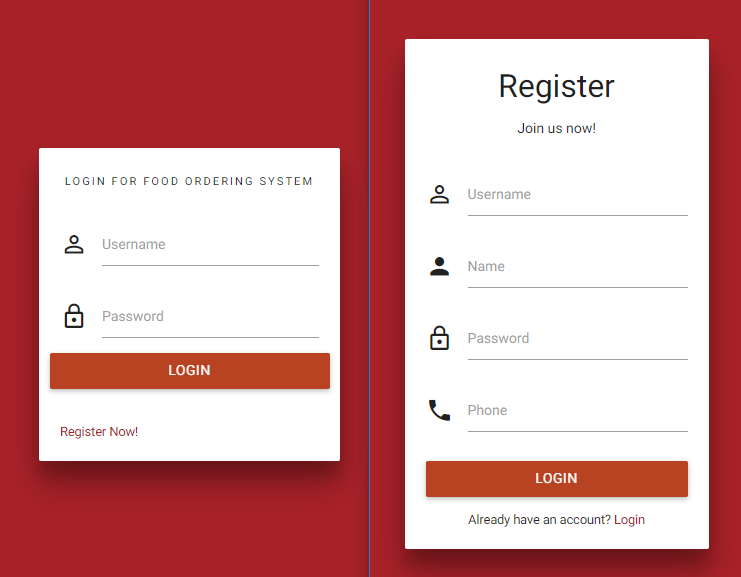 LOGIN FOR FOOD ORDERING SYSTEM
Username
Password
LOGIN
Register Now!
Register
Join us now!
Username
Name
Password
Phone
LOGIN
Already have an account? Login